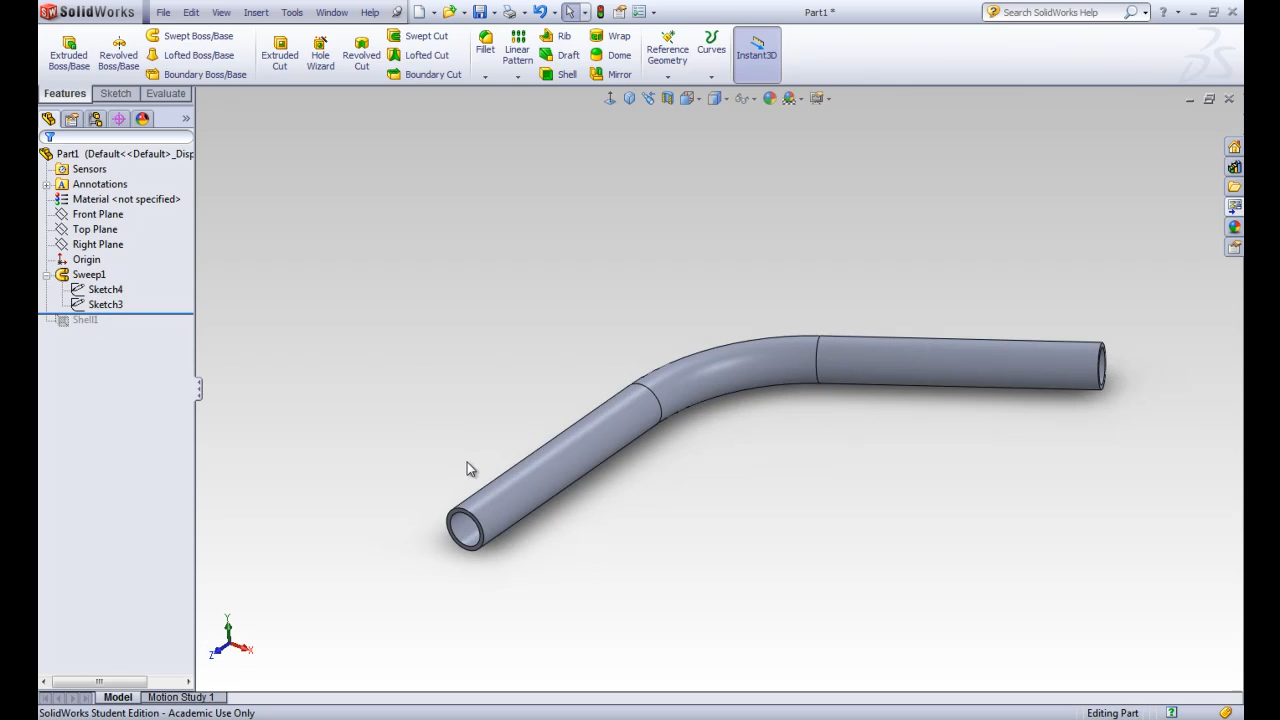 SolidWorks File Edit View Insert Tools Window Help Part1 * Search SolidWorks Help
Extruded Boss/Base
Revolved Boss/Base
Swept Boss/Base
Lofted Boss/Base
Boundary Boss/Base
Extruded Cut
Hole Wizard
Revolved Cut
Swept Cut
Lofted Cut
Boundary Cut
Fillet
Linear Pattern
Rib
Draft
Shell
Wrap
Dome
Mirror
Reference Geometry
Curves
Instant3D
Features Sketch Evaluate
Part1 (Default<<Default>_Disp
Sensors
Annotations
Material <not specified>
Front Plane
Top Plane
Right Plane
Origin
Sweep1
Sketch4
Sketch3
Shell1
Y
Z X
Model Motion Study 1
SolidWorks Student Edition - Academic Use Only Editing Part